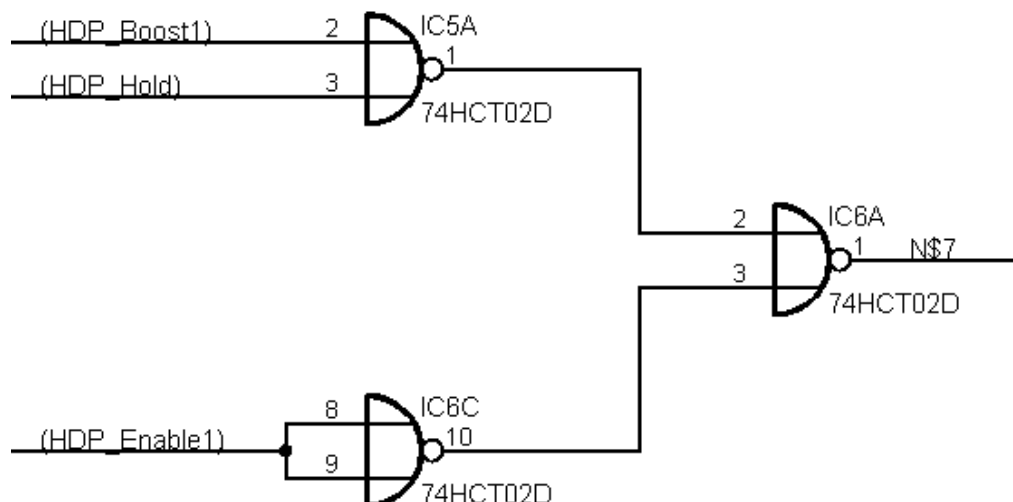 (HDP_Boost1)
2
IC5A
1
(HDP_Hold)
3
74HCT02D
IC6A
2
1
N$7
3
74HCT02D
8
IC6C
(HDP_Enable1)
10
9
74HCT02D